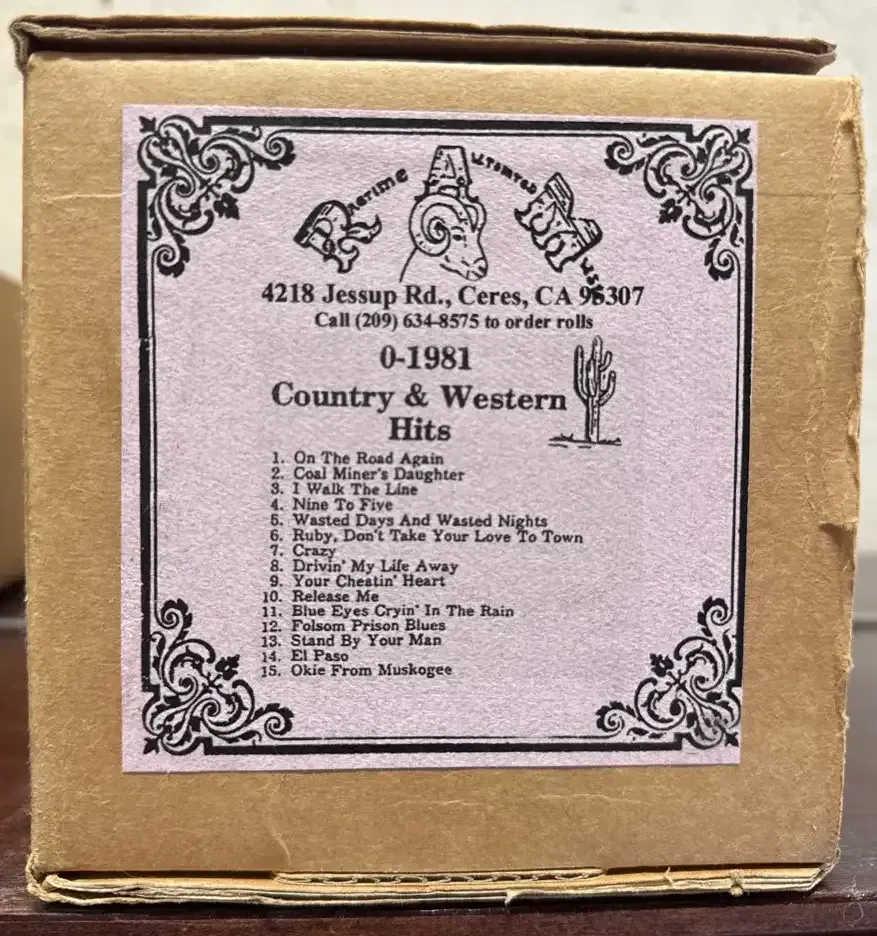 Ragtime Automated Music
4218 Jessup Rd., Ceres, CA 95307
Call (209) 634-8575 to order rolls
0-1981
Country & Western
Hits
1. On The Road Again
2. Coal Miner's Daughter
3. I Walk The Line
4. Nine To Five
5. Wasted Days And Wasted Nights
6. Ruby, Don't Take Your Love To Town
7. Crazy
8. Drivin' My Life Away
9. Your Cheatin' Heart
10. Release Me
11. Blue Eyes Cryin' In The Rain
12. Folsom Prison Blues
13. Stand By Your Man
14. El Paso
15. Okie From Muskogee